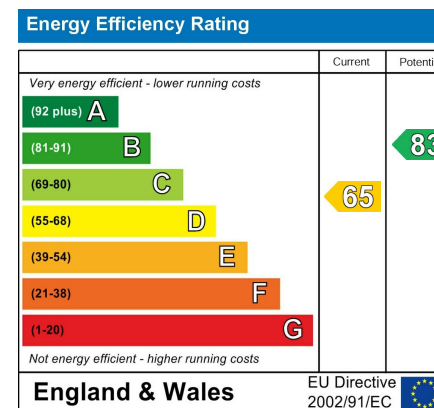 Energy Efficiency Rating
Current Potenti
Very energy efficient - lower running costs
(92 plus) A
(81-91) B
83
(69-80) C
65
(55-68) D
(39-54) E
(21-38) F
(1-20) G
Not energy efficient - higher running costs
England & Wales
EU Directive
2002/91/EC